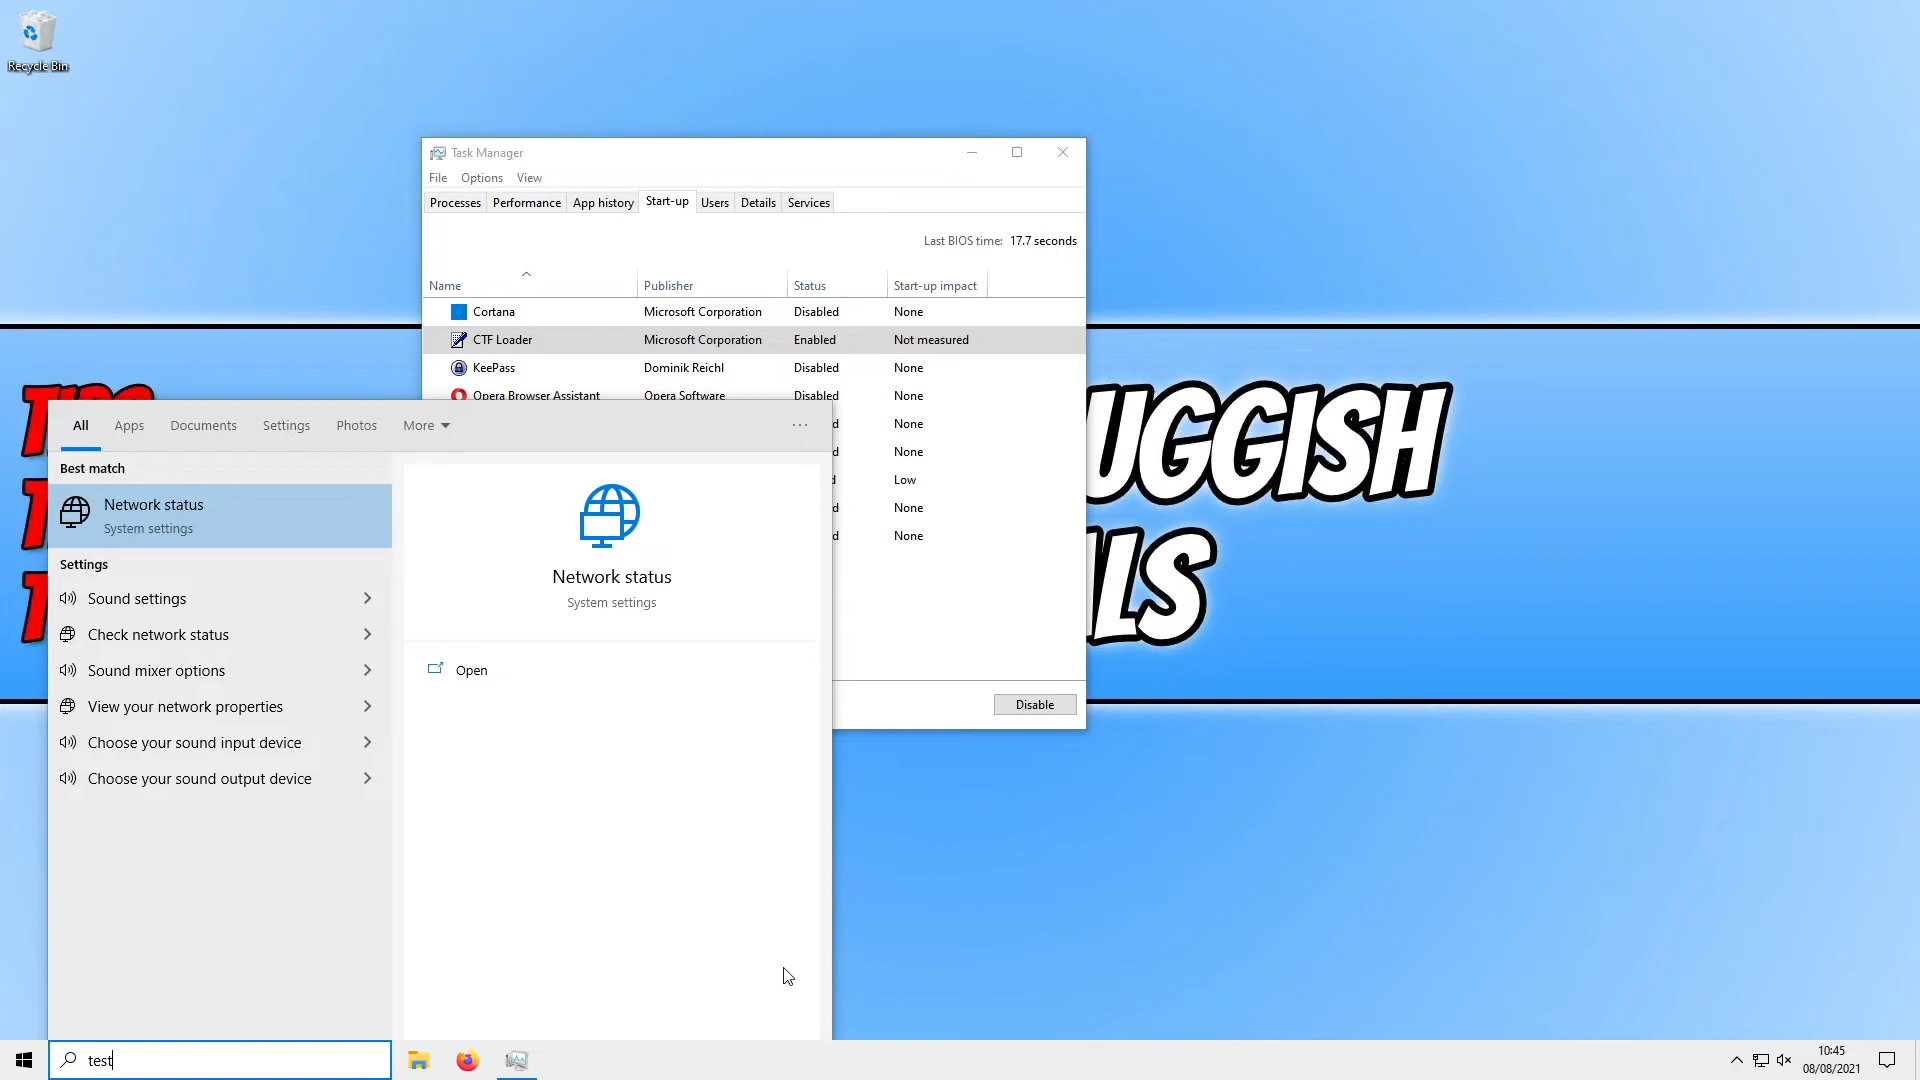 Recycle Bin
Task Manager
File Options View
Processes Performance App history Start-up Users Details Services
Last BIOS time: 17.7 seconds
Name Publisher Status Start-up impact
Cortana Microsoft Corporation Disabled None
CTF Loader Microsoft Corporation Enabled Not measured
KeePass Dominik Reichl Disabled None
Opera Browser Assistant Opera Software Disabled None
d None
d None
d Low
d None
d None
Disable
UGGISH
LS
All Apps Documents Settings Photos More
Best match
Network status
System settings
Settings
Sound settings
Check network status
Sound mixer options
View your network properties
Choose your sound input device
Choose your sound output device
Network status
System settings
Open
test
10:45
08/08/2021